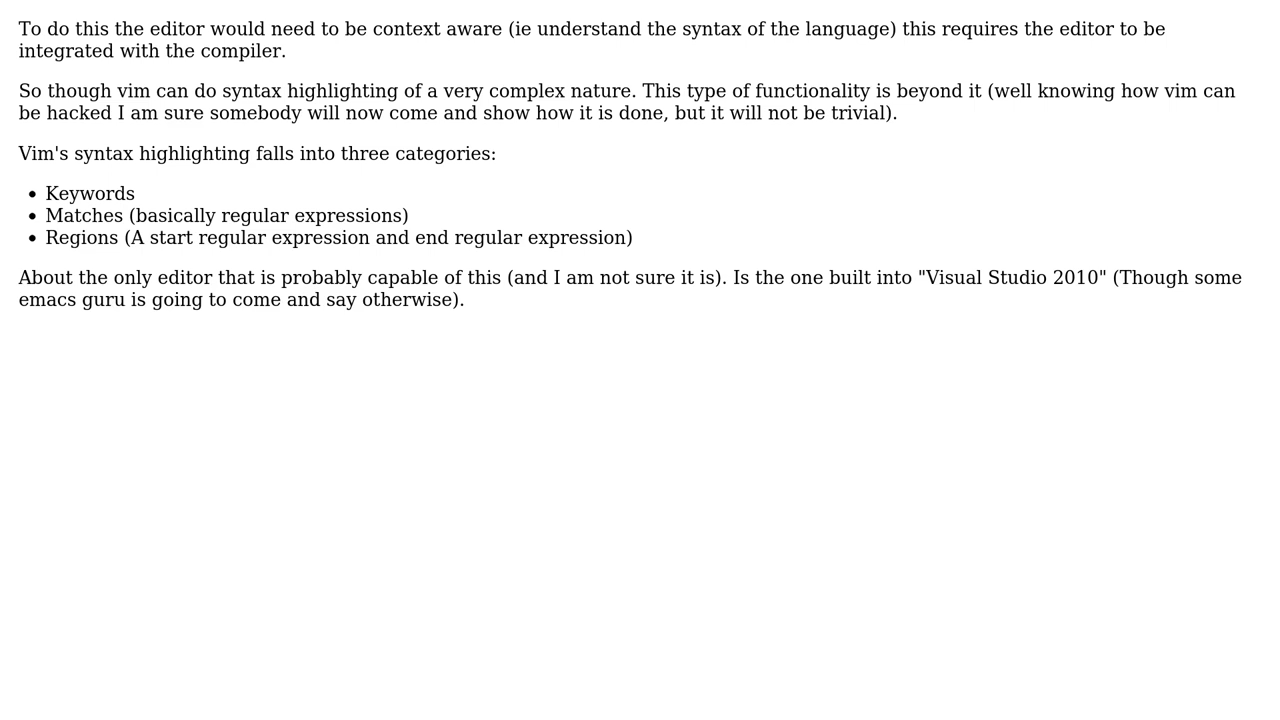 To do this the editor would need to be context aware (ie understand the syntax of the language) this requires the editor to be
integrated with the compiler.
So though vim can do syntax highlighting of a very complex nature. This type of functionality is beyond it (well knowing how vim can
be hacked I am sure somebody will now come and show how it is done, but it will not be trivial).
Vim's syntax highlighting falls into three categories:
• Keywords
• Matches (basically regular expressions)
• Regions (A start regular expression and end regular expression)
About the only editor that is probably capable of this (and I am not sure it is). Is the one built into "Visual Studio 2010" (Though some
emacs guru is going to come and say otherwise).